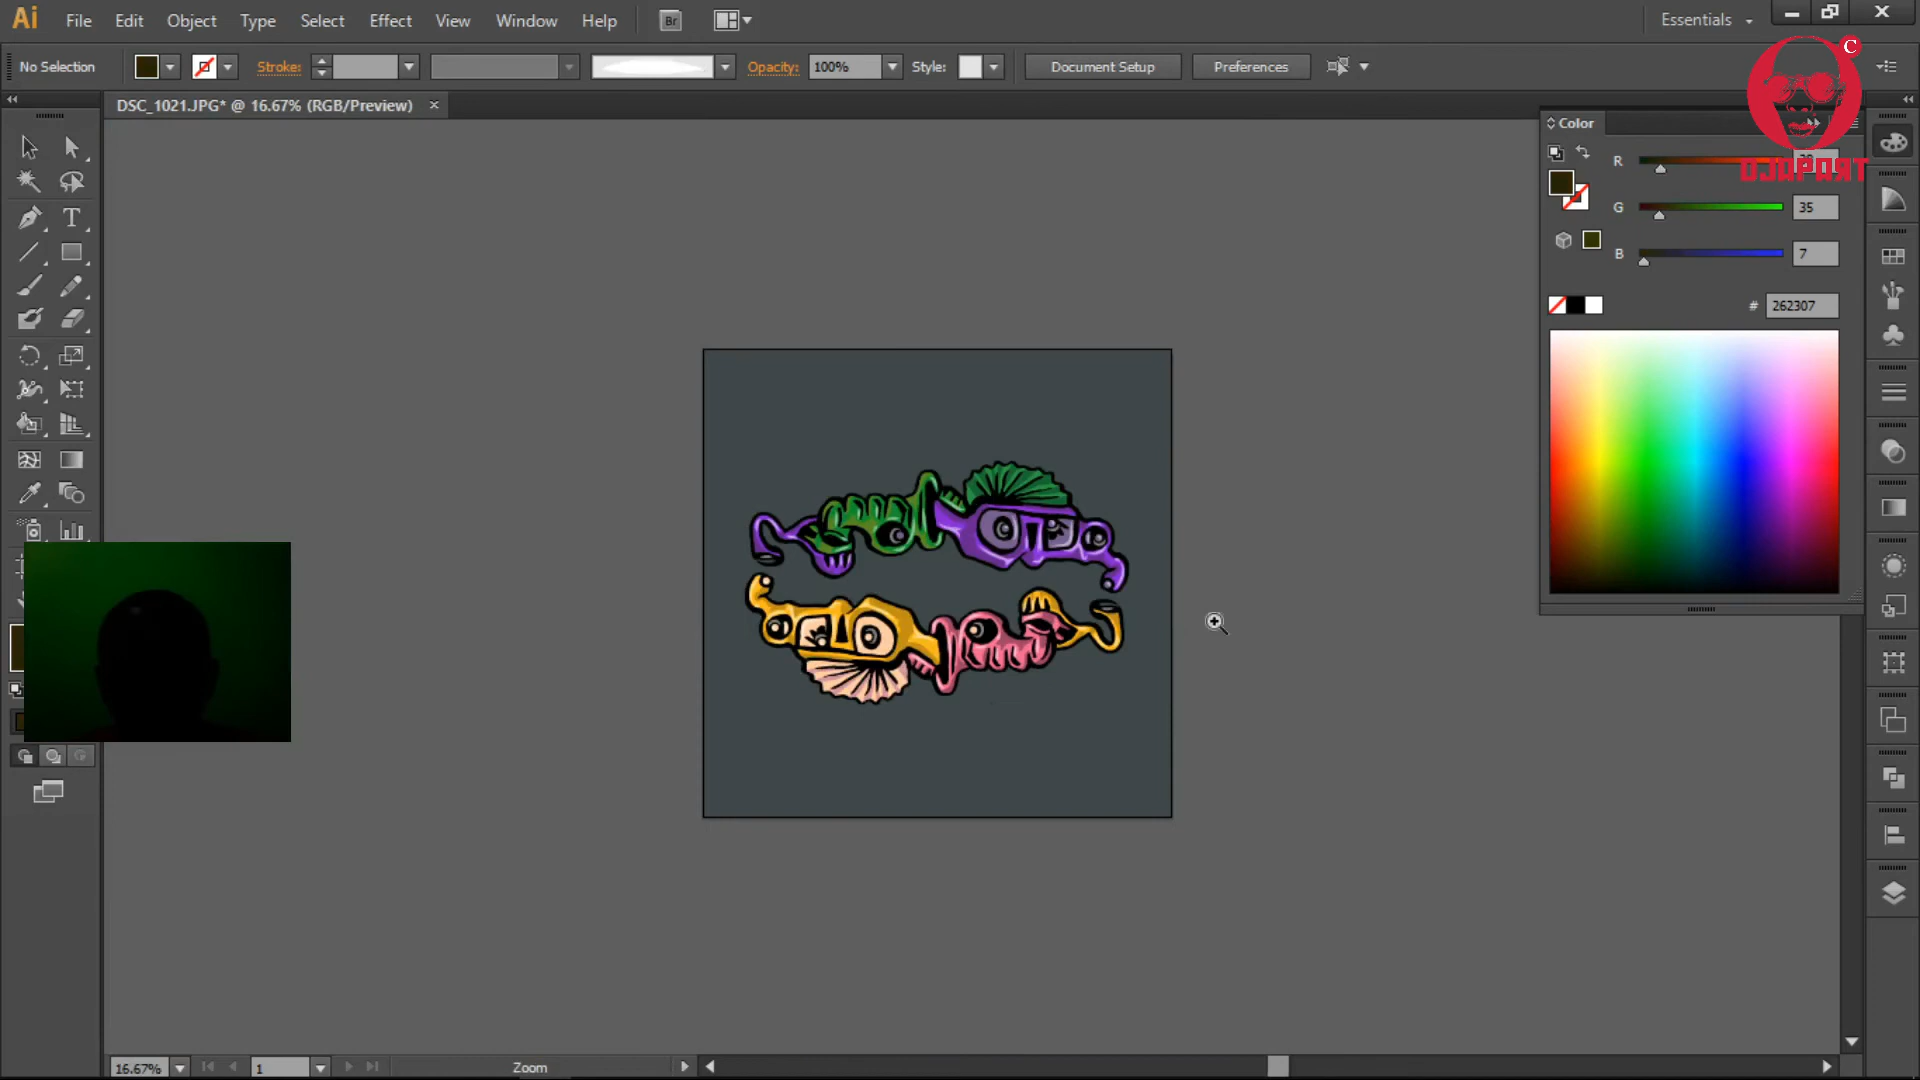 Ai File Edit Object Type Select Effect View Window Help Br Essentials
No Selection Stroke: Opacity: 100% Style: Document Setup Preferences
C
OJAPART
DSC_1021.JPG* @ 16.67% (RGB/Preview)
Color
R
G 35
B 7
# 262307
T
16.67% 1 Zoom